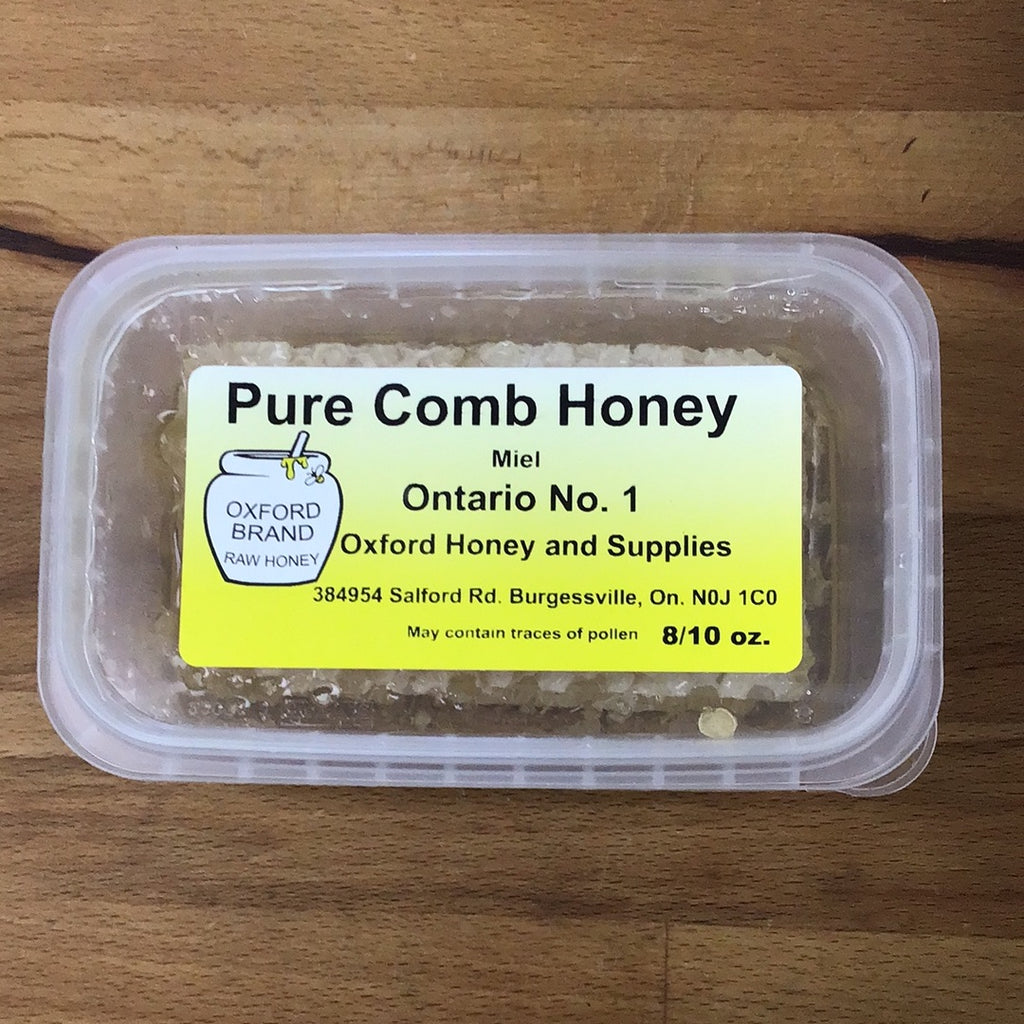 Pure Comb Honey
Miel
Ontario No. 1
OXFORD
BRAND
RAW HONEY
Oxford Honey and Supplies
384954 Salford Rd. Burgessville, On. N0J 1C0
May contain traces of pollen 8/10 oz.